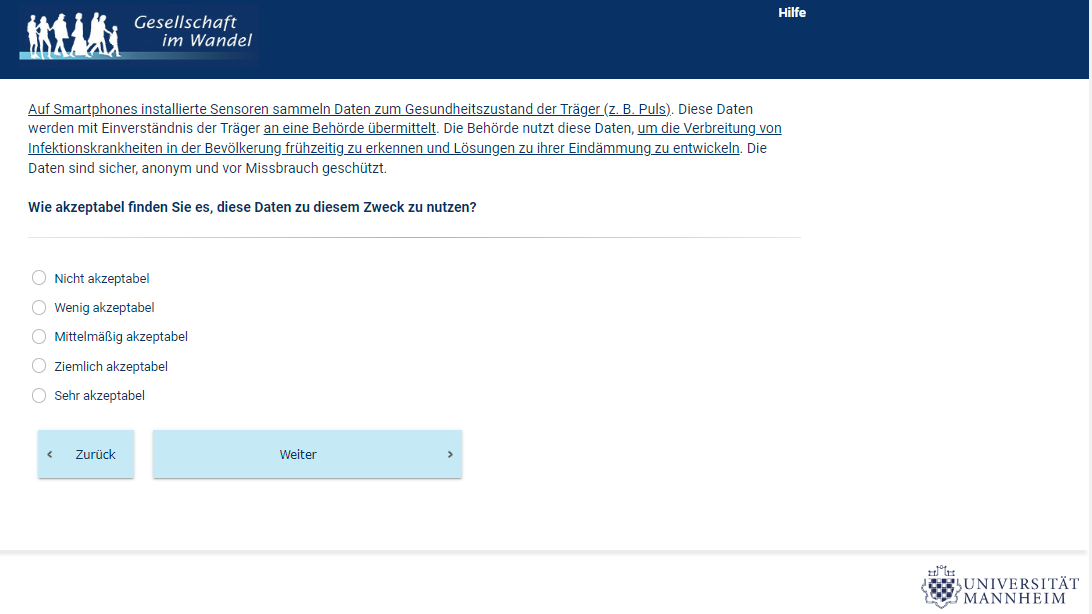 Gesellschaft
im Wandel
Hilfe
Auf Smartphones installierte Sensoren sammeln Daten zum Gesundheitszustand der Träger (z. B. Puls). Diese Daten
werden mit Einverständnis der Träger an eine Behörde übermittelt. Die Behörde nutzt diese Daten, um die Verbreitung von
Infektionskrankheiten in der Bevölkerung frühzeitig zu erkennen und Lösungen zu ihrer Eindämmung zu entwickeln. Die
Daten sind sicher, anonym und vor Missbrauch geschützt.
Wie akzeptabel finden Sie es, diese Daten zu diesem Zweck zu nutzen?
Nicht akzeptabel
Wenig akzeptabel
Mittelmäßig akzeptabel
Ziemlich akzeptabel
Sehr akzeptabel
Zurück
Weiter
UNIVERSITÄT
MANNHEIM